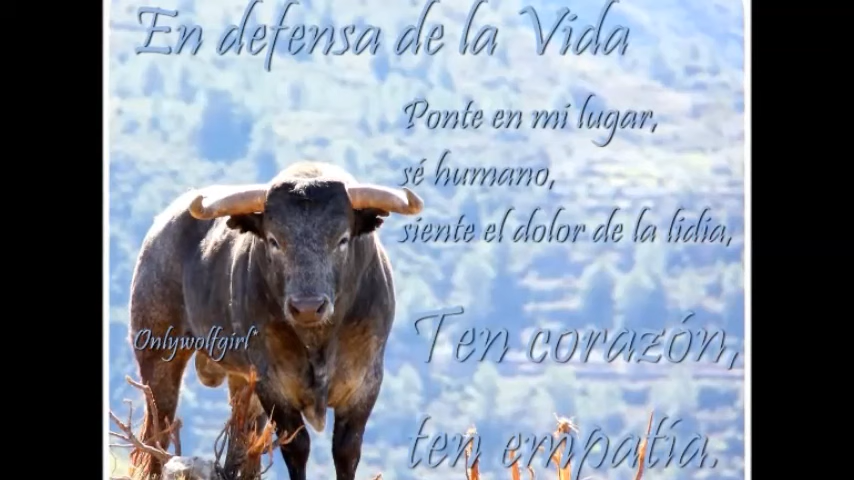 En defensa de la Vida
Ponte en mi lugar,
sé humano,
siente el dolor de la lidia,
Onlywolfgirl*
Ten corazón,
ten empatía.